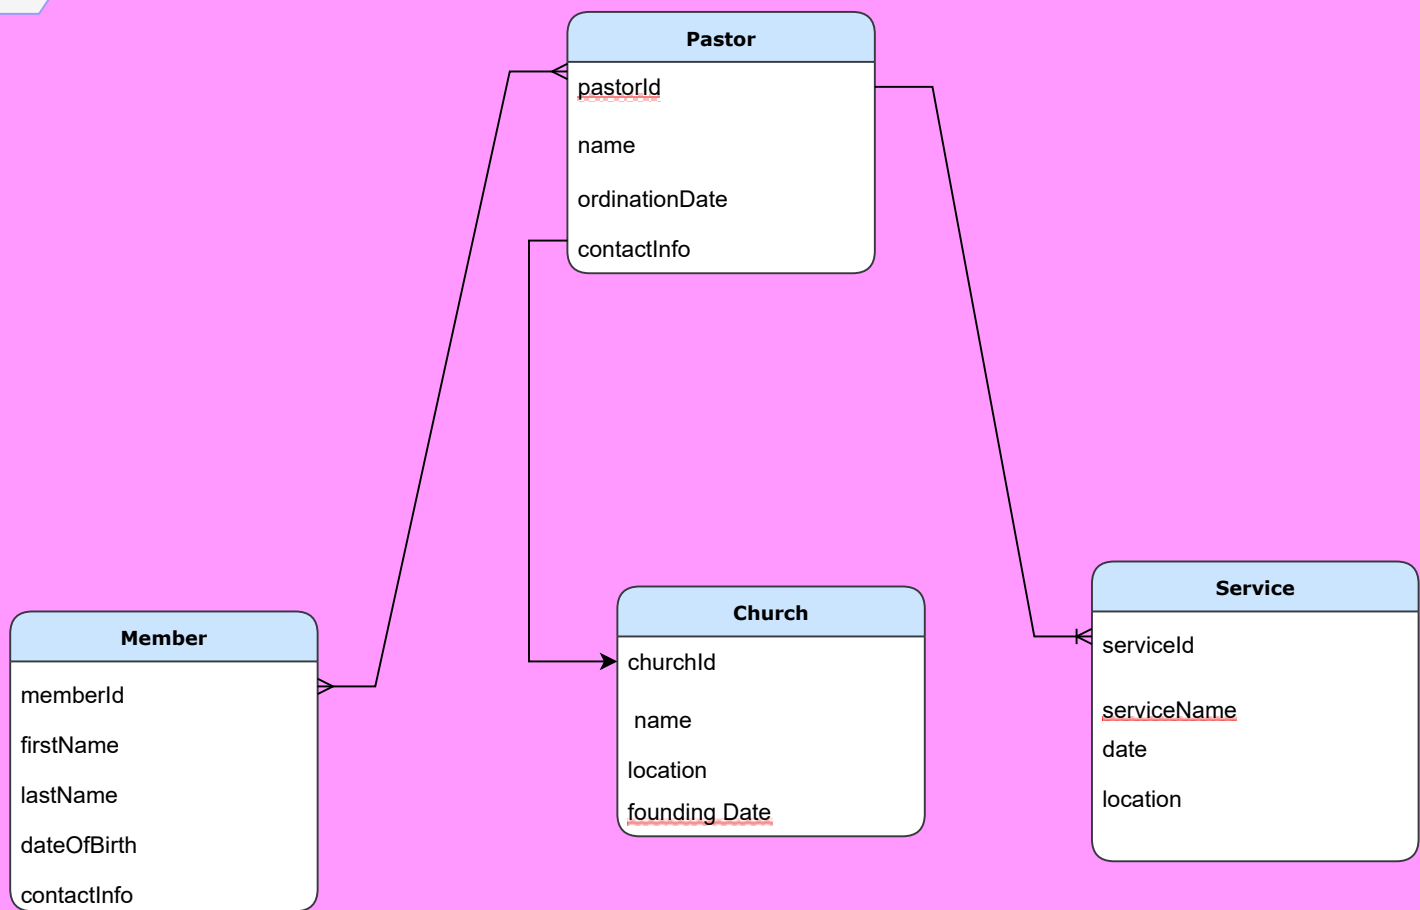 Pastor
pastorId
name
ordinationDate
contactInfo
Member
memberId
firstName
lastName
dateOfBirth
contactInfo
Church
churchId
name
location
founding Date
Service
serviceId
serviceName
date
location